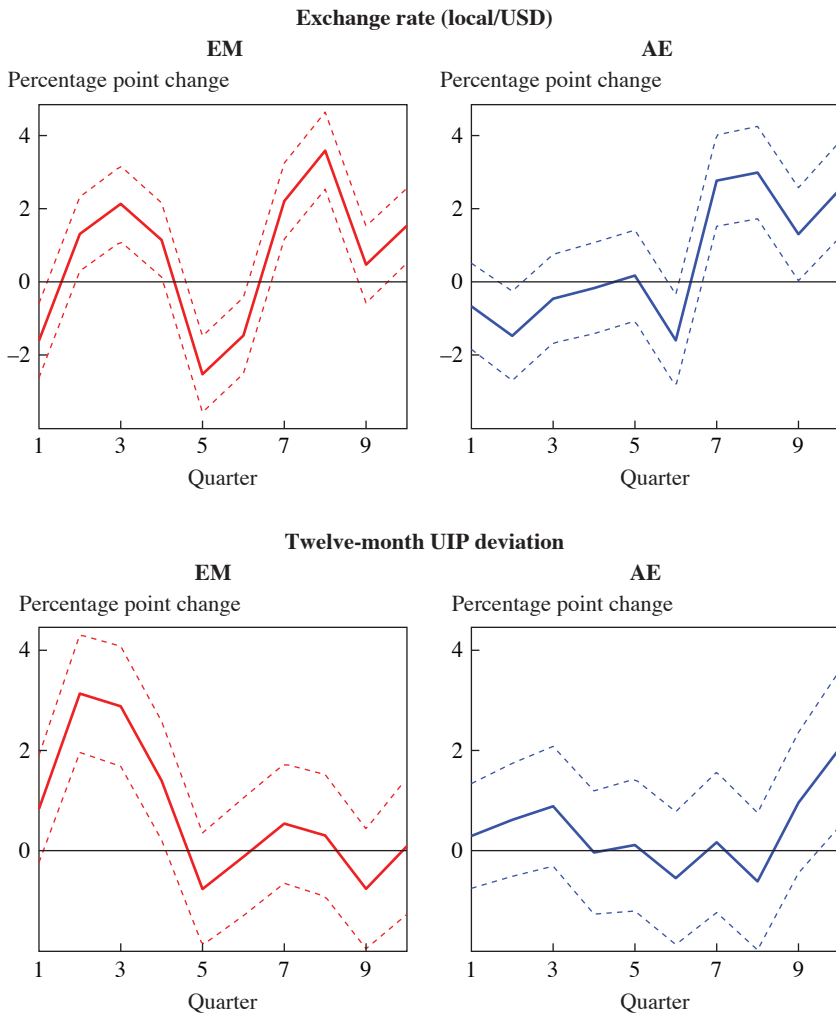 Exchange rate (local/USD)
EM
AE
Percentage point change
Percentage point change
4
2
0
–2
1 3 5 7 9
Quarter
4
2
0
–2
1 3 5 7 9
Quarter
Twelve-month UIP deviation
EM
AE
Percentage point change
Percentage point change
4
2
0
1 3 5 7 9
Quarter
4
2
0
1 3 5 7 9
Quarter